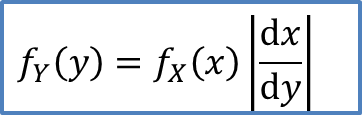 f_Y(y) = f_X(x) |dx/dy|